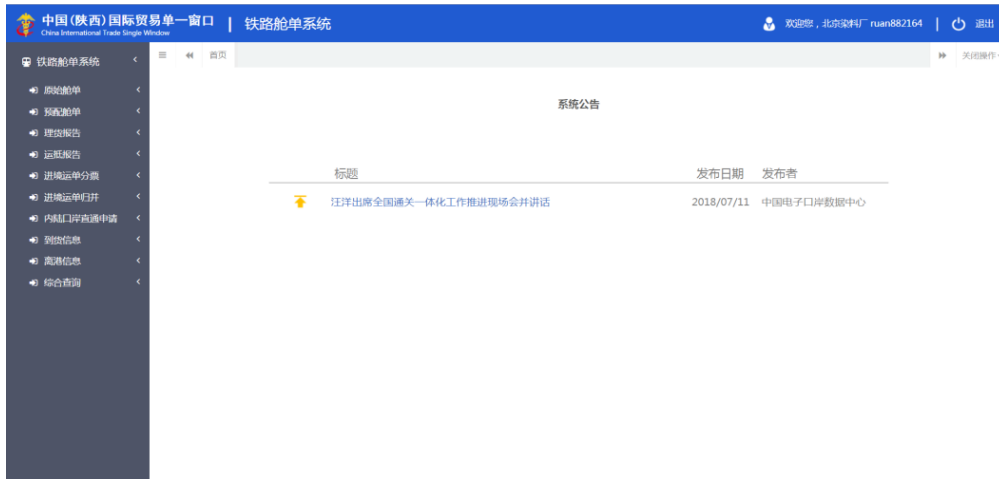 中国(陕西)国际贸易单一窗口 | 铁路舱单系统
China International Trade Single Window
欢迎您，北京染料厂 ruan882164 | 退出
铁路舱单系统
首页
关闭操作
原始舱单
预配舱单
理货报告
运抵报告
进境运单分票
进境运单归并
内陆口岸直通申请
到货信息
离港信息
综合查询
系统公告
标题 发布日期 发布者
汪洋出席全国通关一体化工作推进现场会并讲话 2018/07/11 中国电子口岸数据中心